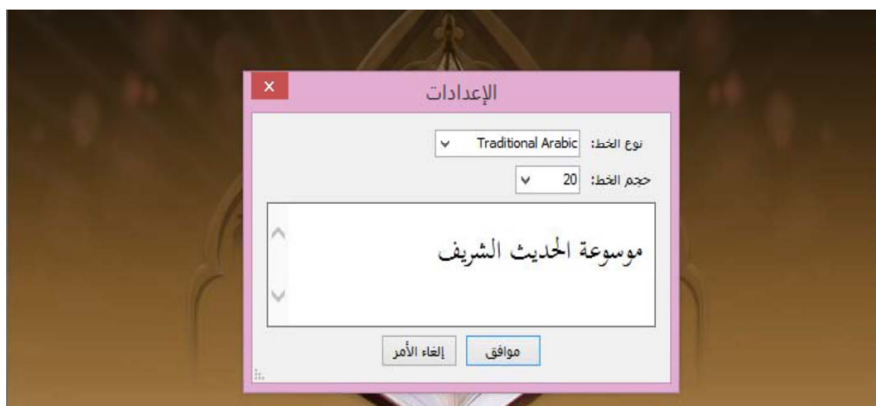 الإعدادات
نوع الخط: Traditional Arabic
حجم الخط: 20
موسوعة الحديث الشريف
موافق إلغاء الأمر